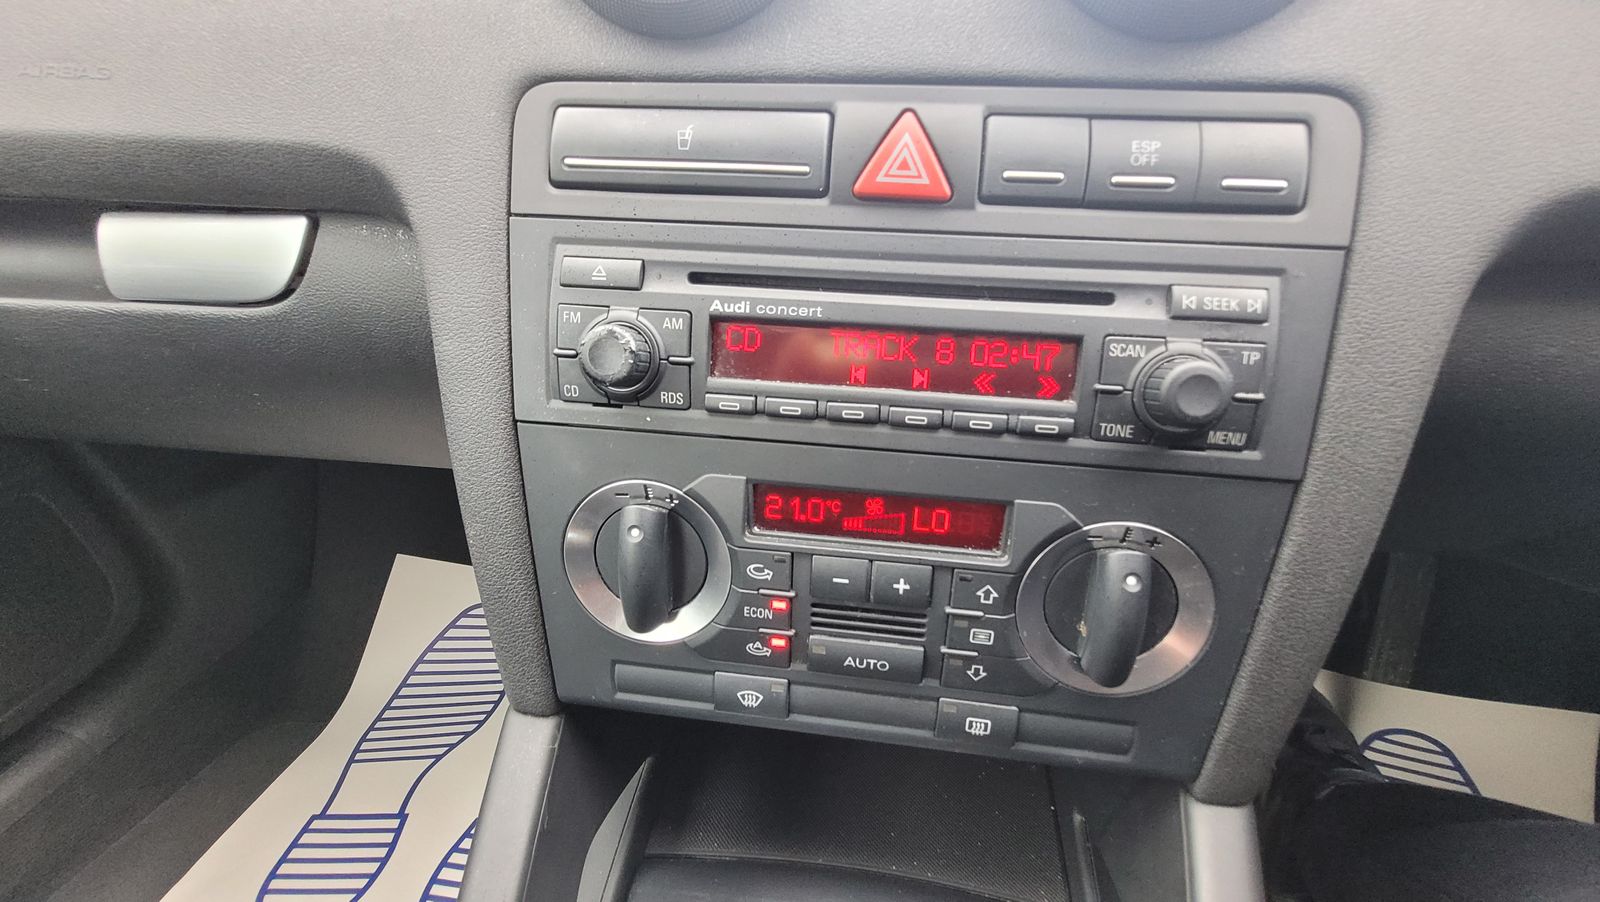 AIRBAG
ESP
OFF
Audi concert
SEEK
FM
AM
CD
RDS
CD TRACK 8 02:47
SCAN
TP
TONE
MENU
21.0°C LO
- +
- +
ECON
A
- +
AUTO